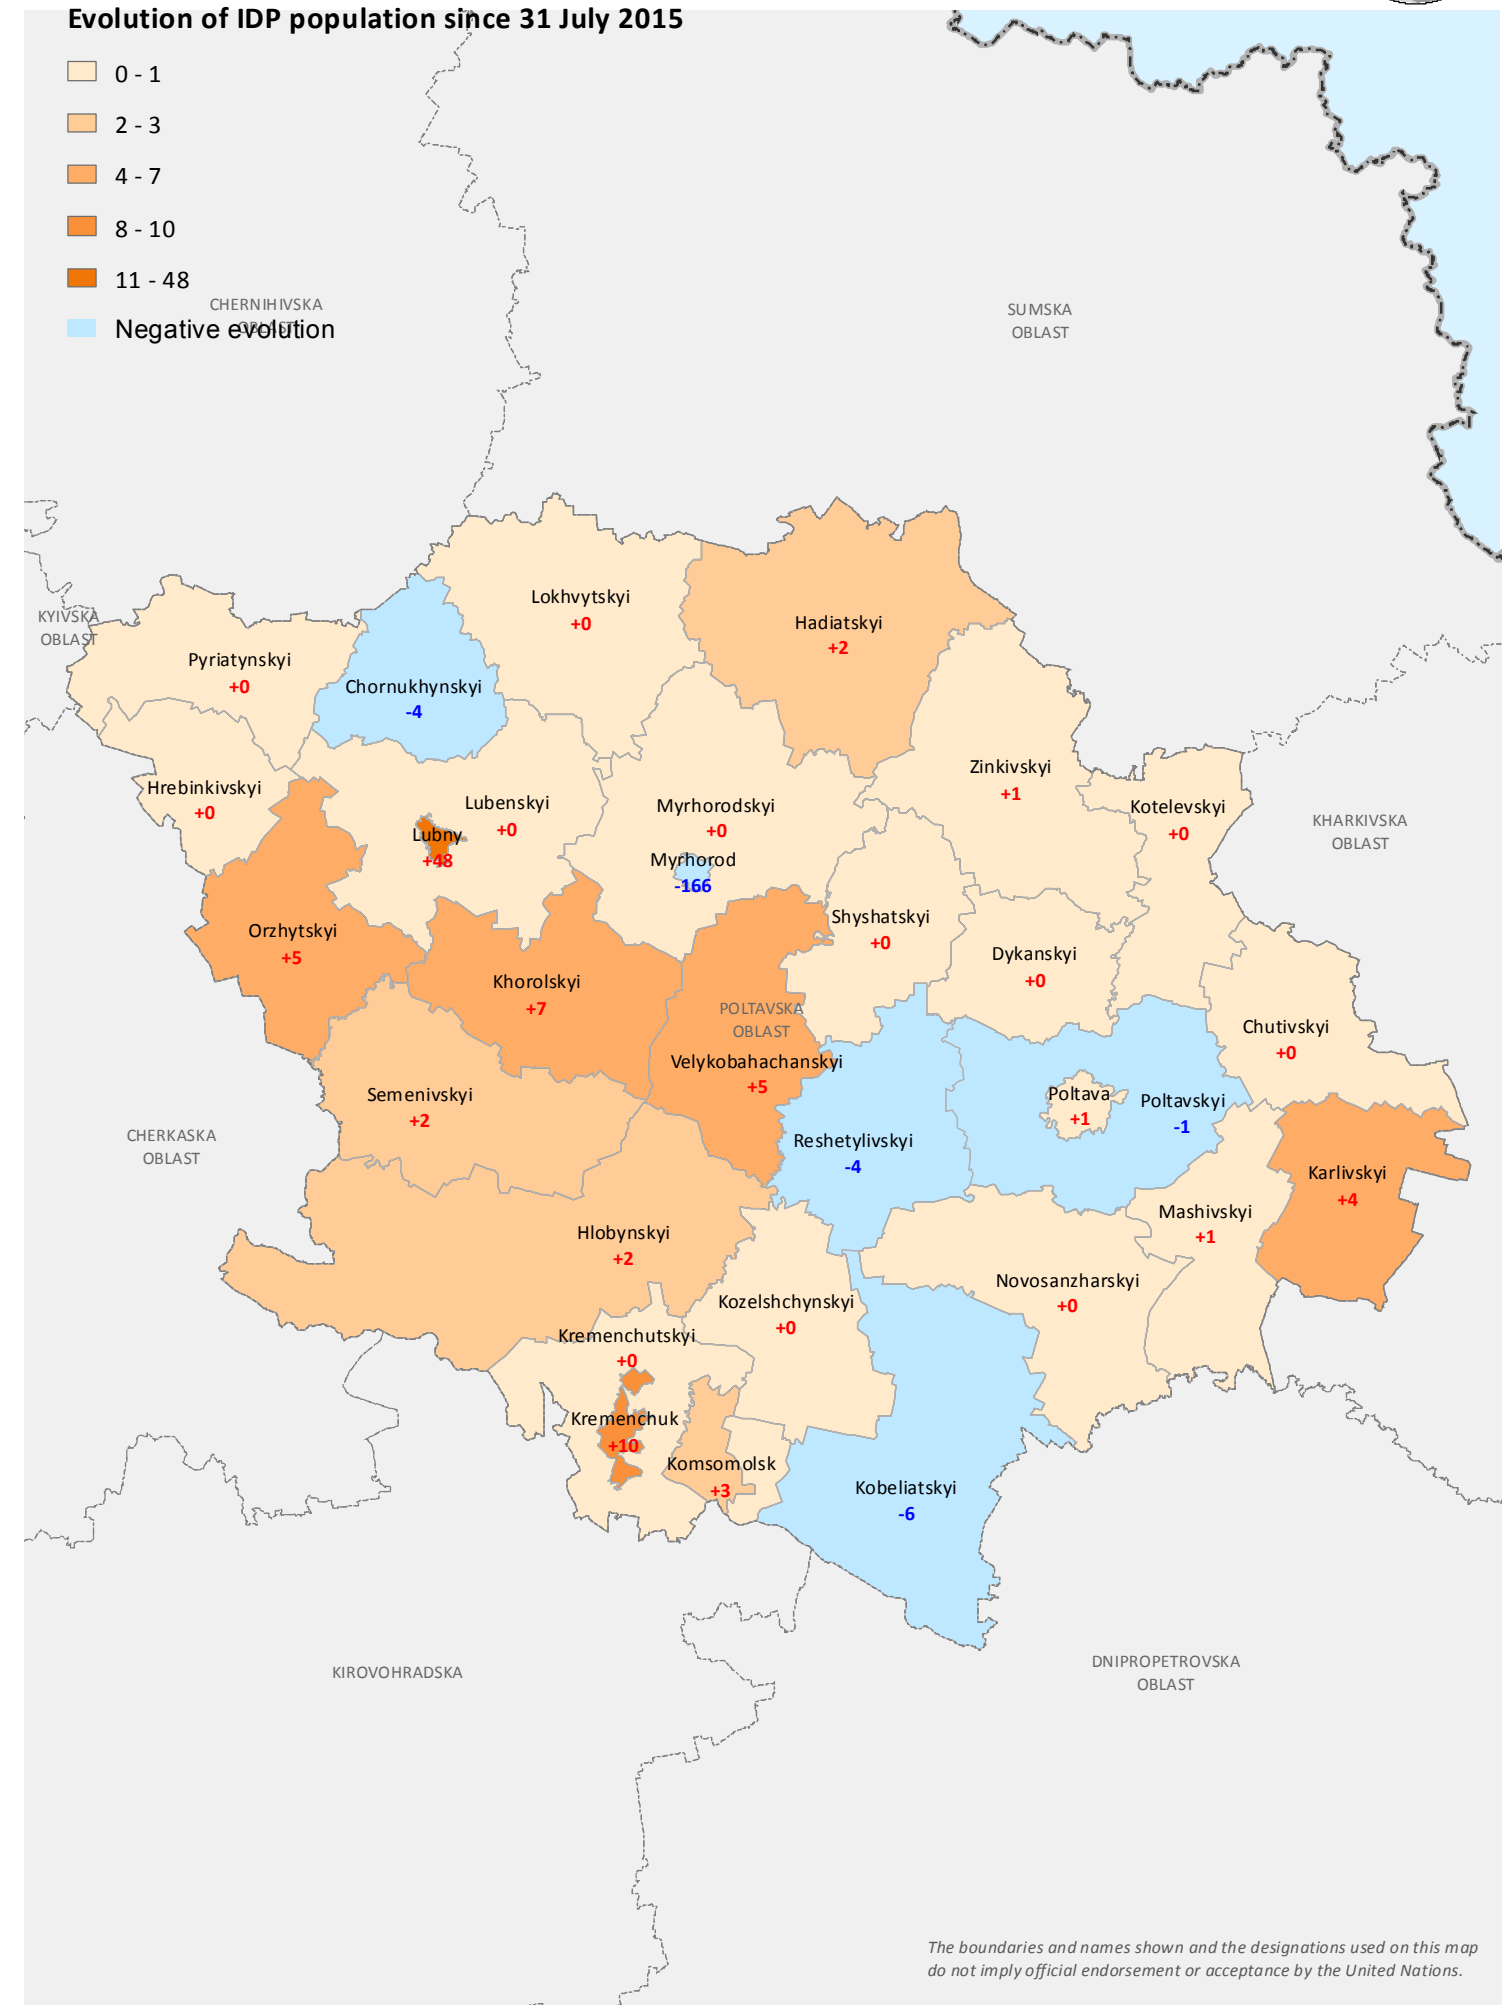 Evolution of IDP population since 31 July 2015
0 - 1
2 - 3
4 - 7
8 - 10
11 - 48
Negative evolution
CHERNIHIVSKA
OBLAST
SUMSKA
OBLAST
KYIVSKA
OBLAST
Lokhvytskyi
+0
Hadiatskyi
+2
Pyriatynskyi
+0
Chornukhynskyi
-4
Zinkivskyi
+1
Hrebinkivskyi
+0
Lubenskyi
+0
Myrhorodskyi
+0
Kotelevskyi
+0
KHARKIVSKA
OBLAST
Lubny
+48
Myrhorod
-166
Shyshatskyi
+0
Orzhytskyi
+5
Dykanskyi
+0
Khorolskyi
+7
POLTAVSKA
OBLAST
Chutivskyi
+0
Velykobahachanskyi
+5
Semenivskyi
+2
Poltava
+1
Poltavskyi
-1
CHERKASKA
OBLAST
Reshetylivskyi
-4
Karlivskyi
+4
Mashivskyi
+1
Hlobynskyi
+2
Novosanzharskyi
+0
Kozelshchynskyi
+0
Kremenchutskyi
+0
Kremenchuk
+10
Komsomolsk
+3
Kobeliatskyi
-6
KIROVOHRADSKA
DNIPROPETROVSKA
OBLAST
The boundaries and names shown and the designations used on this map
do not imply official endorsement or acceptance by the United Nations.